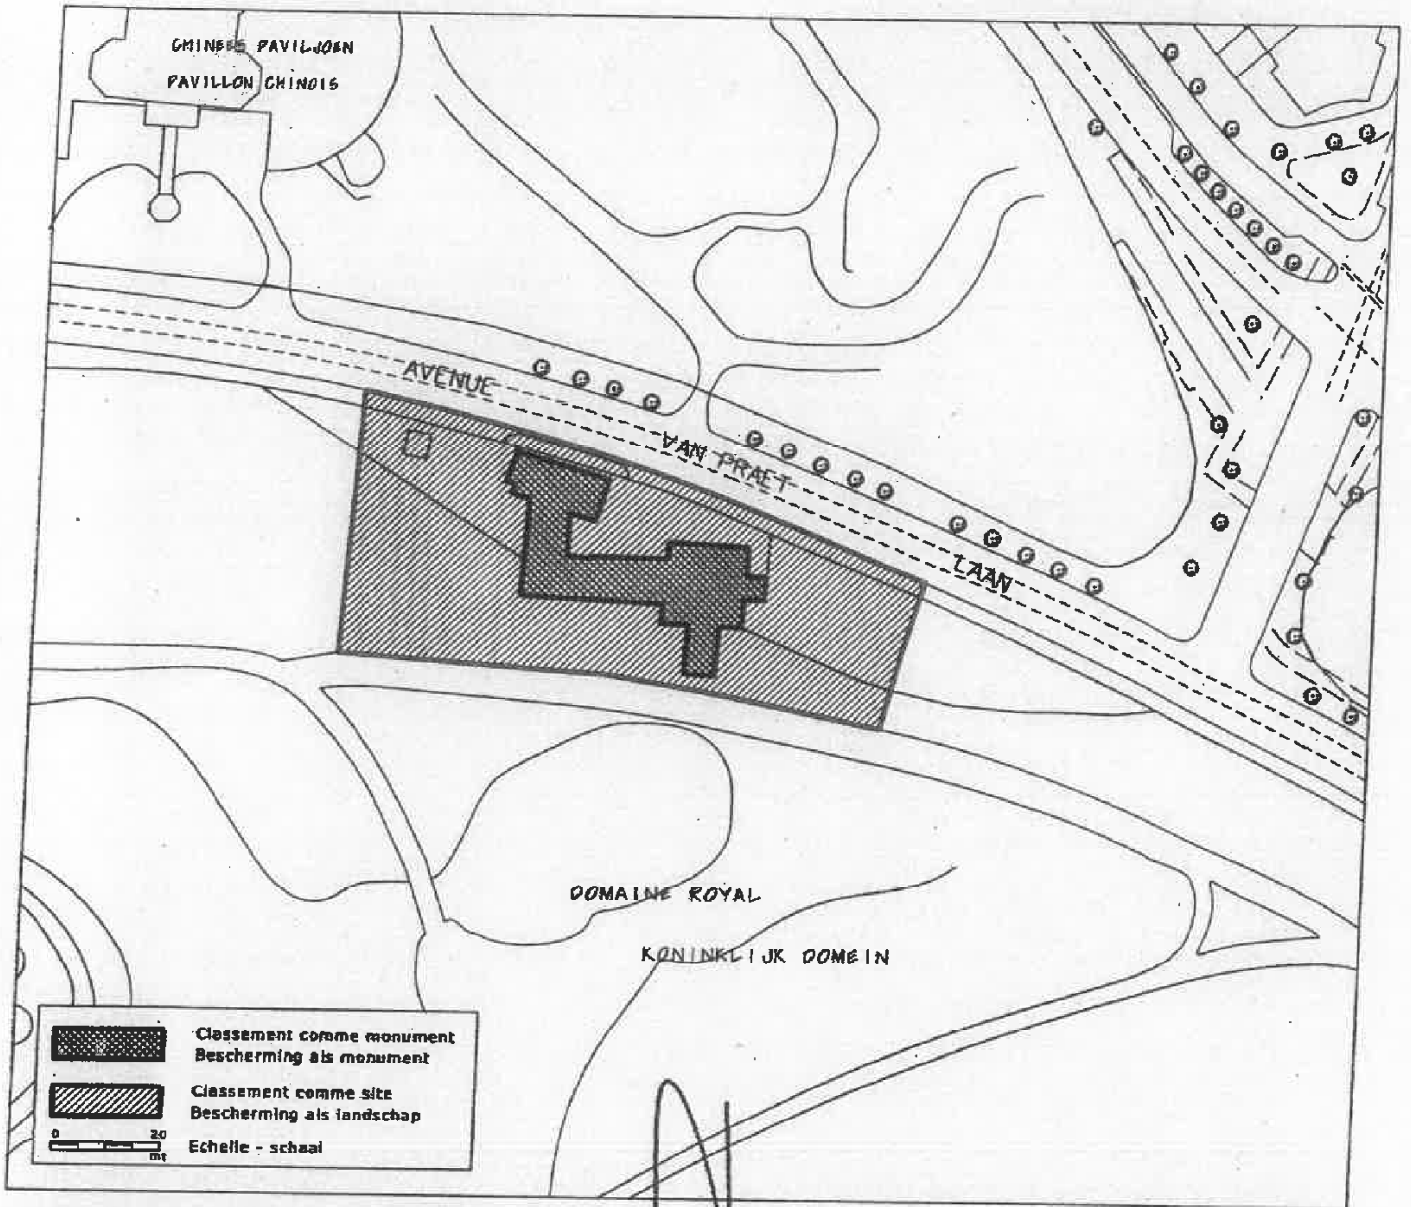 CHINEES PAVILJOEN
PAVILLON CHINOIS
AVENUE
VAN PRAET
LAAN
DOMAINE ROYAL
KONINKLIJK DOMEIN
Classement comme monument
Bescherming als monument
Classement comme site
Bescherming als landschap
0 20
mt
Echelle - schaal